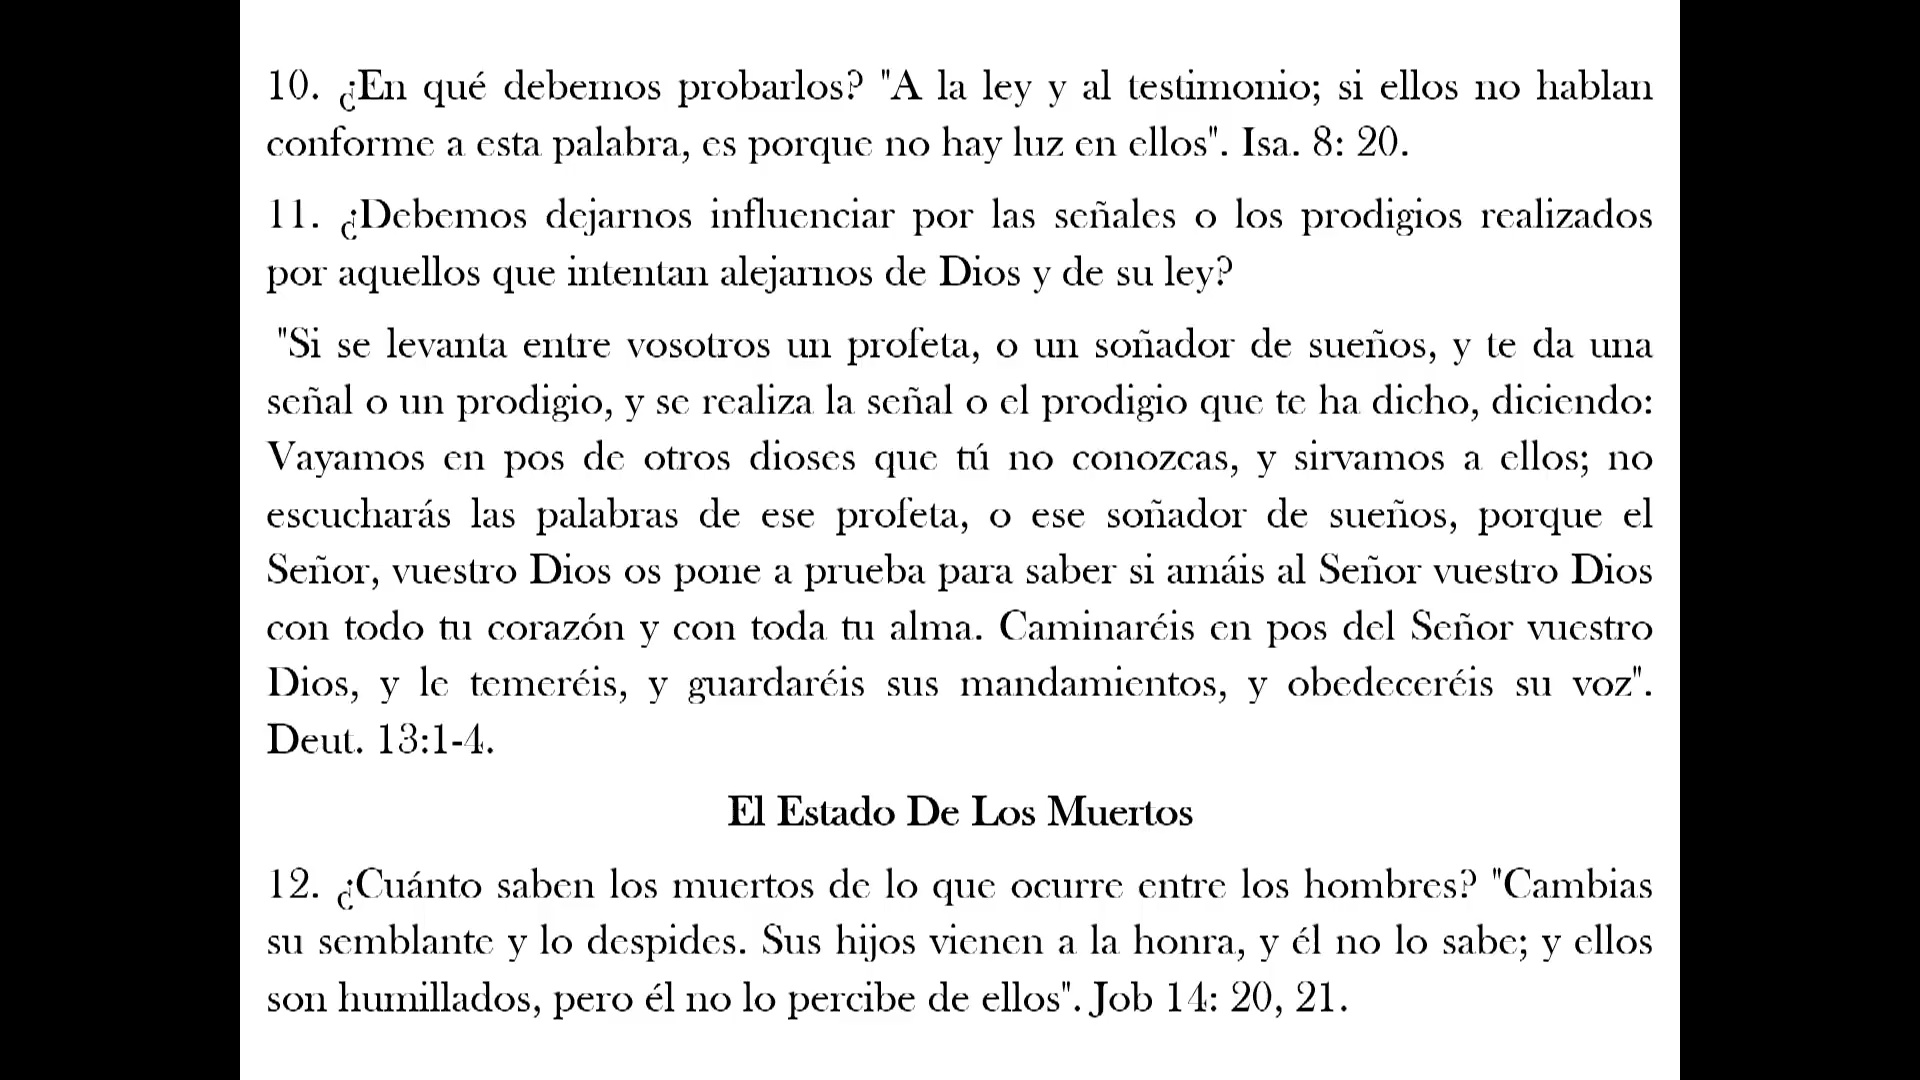 10. ¿En qué debemos probarlos? "A la ley y al testimonio; si ellos no hablan
conforme a esta palabra, es porque no hay luz en ellos". Isa. 8: 20.
11. ¿Debemos dejarnos influenciar por las señales o los prodigios realizados
por aquellos que intentan alejarnos de Dios y de su ley?
"Si se levanta entre vosotros un profeta, o un soñador de sueños, y te da una
señal o un prodigio, y se realiza la señal o el prodigio que te ha dicho, diciendo:
Vayamos en pos de otros dioses que tú no conozcas, y sirvamos a ellos; no
escucharás las palabras de ese profeta, o ese soñador de sueños, porque el
Señor, vuestro Dios os pone a prueba para saber si amáis al Señor vuestro Dios
con todo tu corazón y con toda tu alma. Caminaréis en pos del Señor vuestro
Dios, y le temeréis, y guardaréis sus mandamientos, y obedeceréis su voz".
Deut. 13:1-4.
El Estado De Los Muertos
12. ¿Cuánto saben los muertos de lo que ocurre entre los hombres? "Cambias
su semblante y lo despides. Sus hijos vienen a la honra, y él no lo sabe; y ellos
son humillados, pero él no lo percibe de ellos". Job 14: 20, 21.